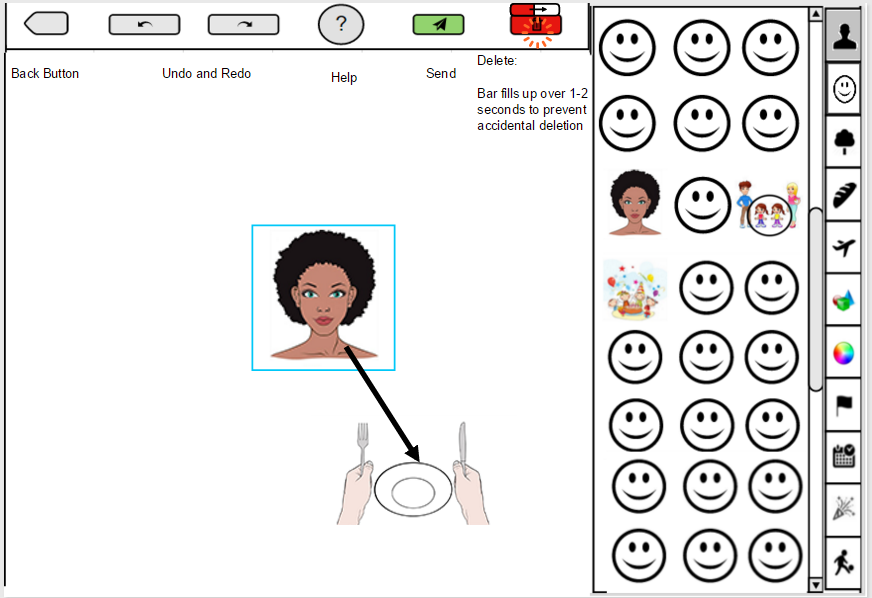 ?
Back Button
Undo and Redo
Help
Send
Delete:
Bar fills up over 1-2
seconds to prevent
accidental deletion